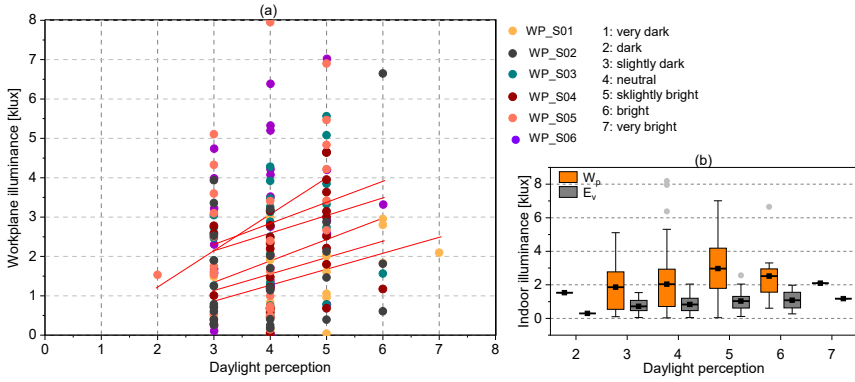 (a)
Workplane illuminance [klux]
8
7
6
5
4
3
2
1
0
0 1 2 3 4 5 6 7 8
Daylight perception
WP_S01
WP_S02
WP_S03
WP_S04
WP_S05
WP_S06
1: very dark
2: dark
3: slightly dark
4: neutral
5: sklightly bright
6: bright
7: very bright
(b)
Indoor illuminance [klux]
8
6
4
2
0
W_p
E_v
2 3 4 5 6 7
Daylight perception